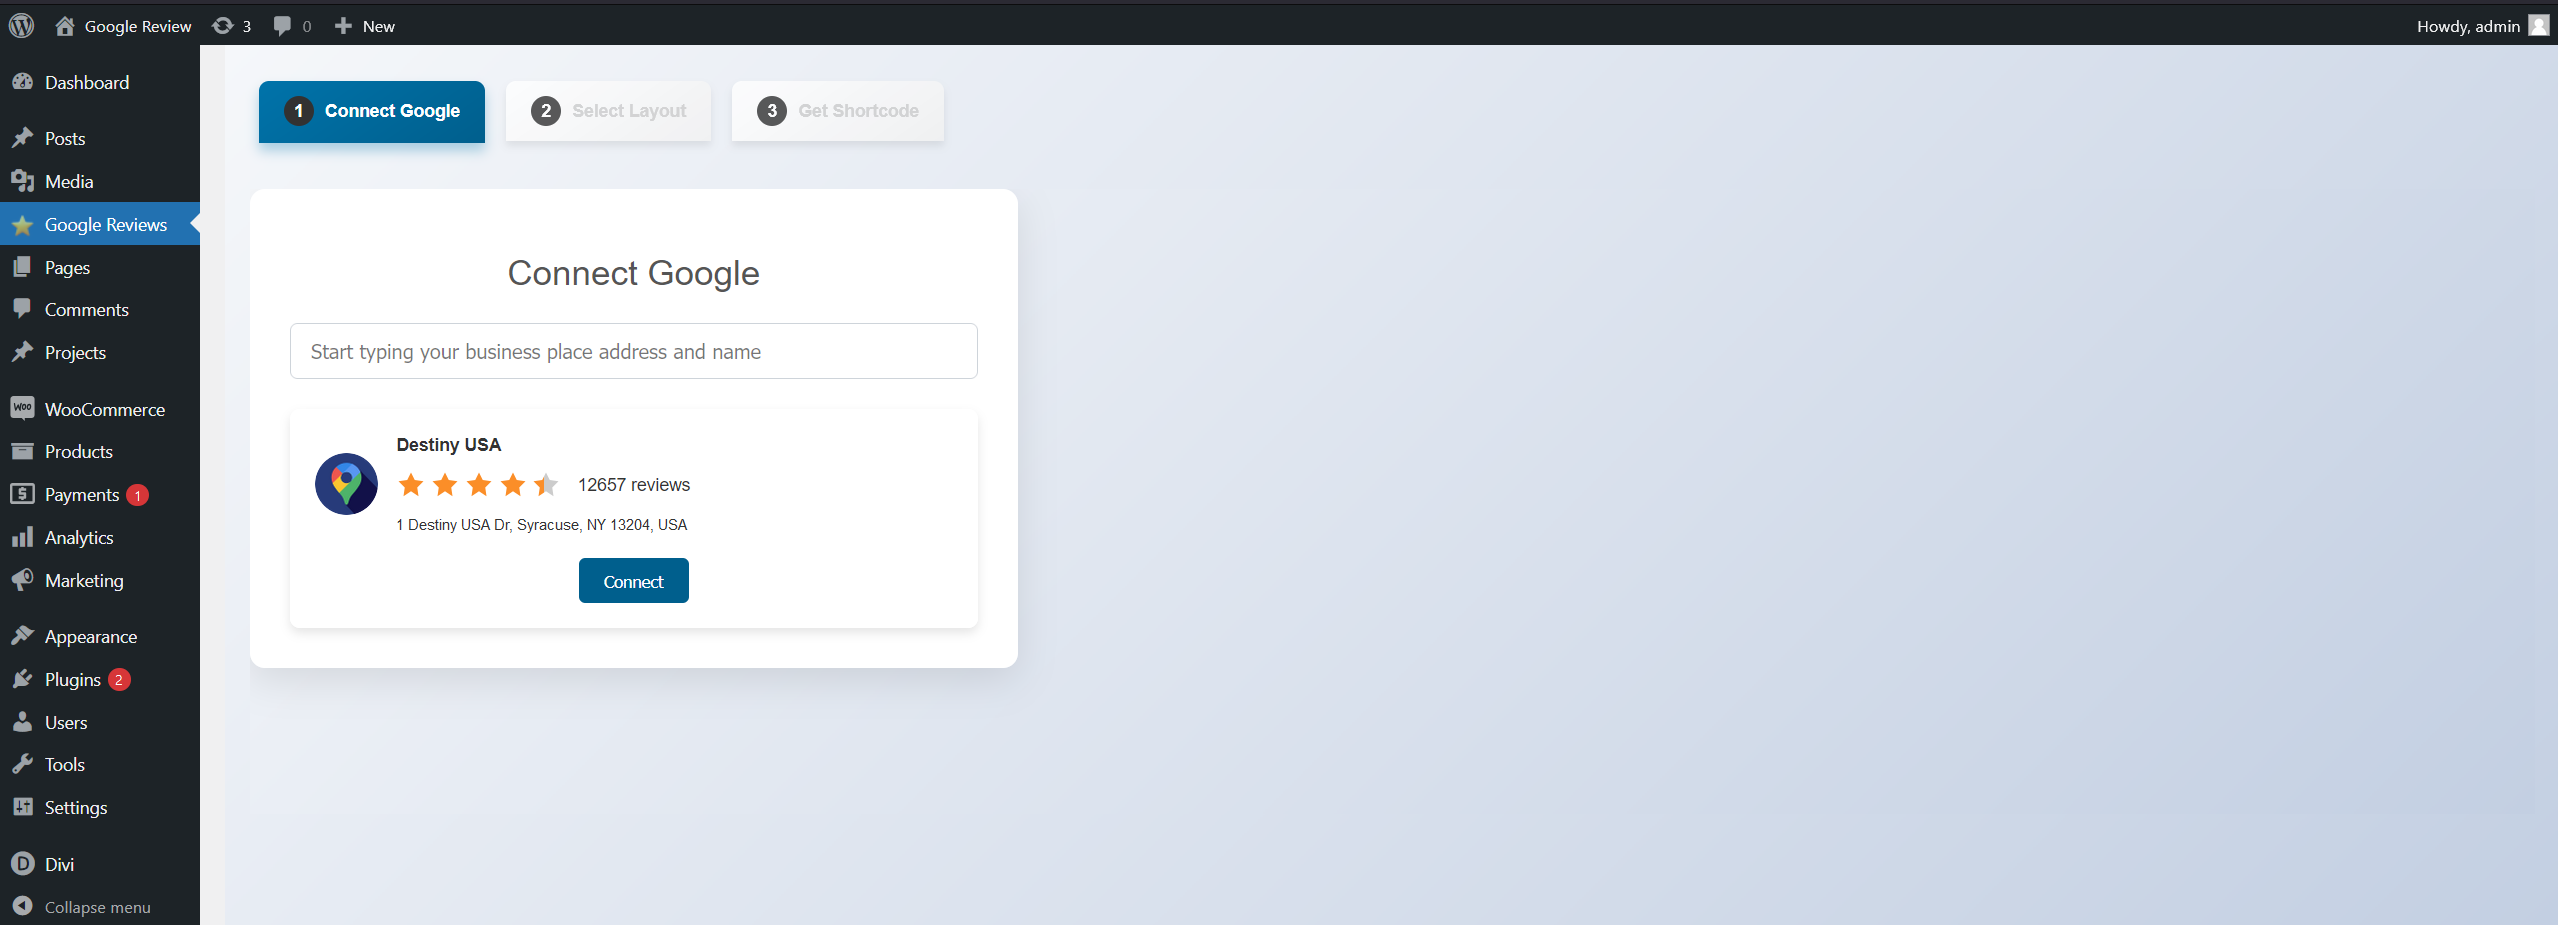 Google Review 3 0 New Howdy, admin
Dashboard
Posts
Media
Google Reviews
Pages
Comments
Projects
Woo WooCommerce
Products
Payments 1
Analytics
Marketing
Appearance
Plugins 2
Users
Tools
Settings
D Divi
Collapse menu
1 Connect Google 2 Select Layout 3 Get Shortcode
Connect Google
Start typing your business place address and name
Destiny USA
12657 reviews
1 Destiny USA Dr, Syracuse, NY 13204, USA
Connect